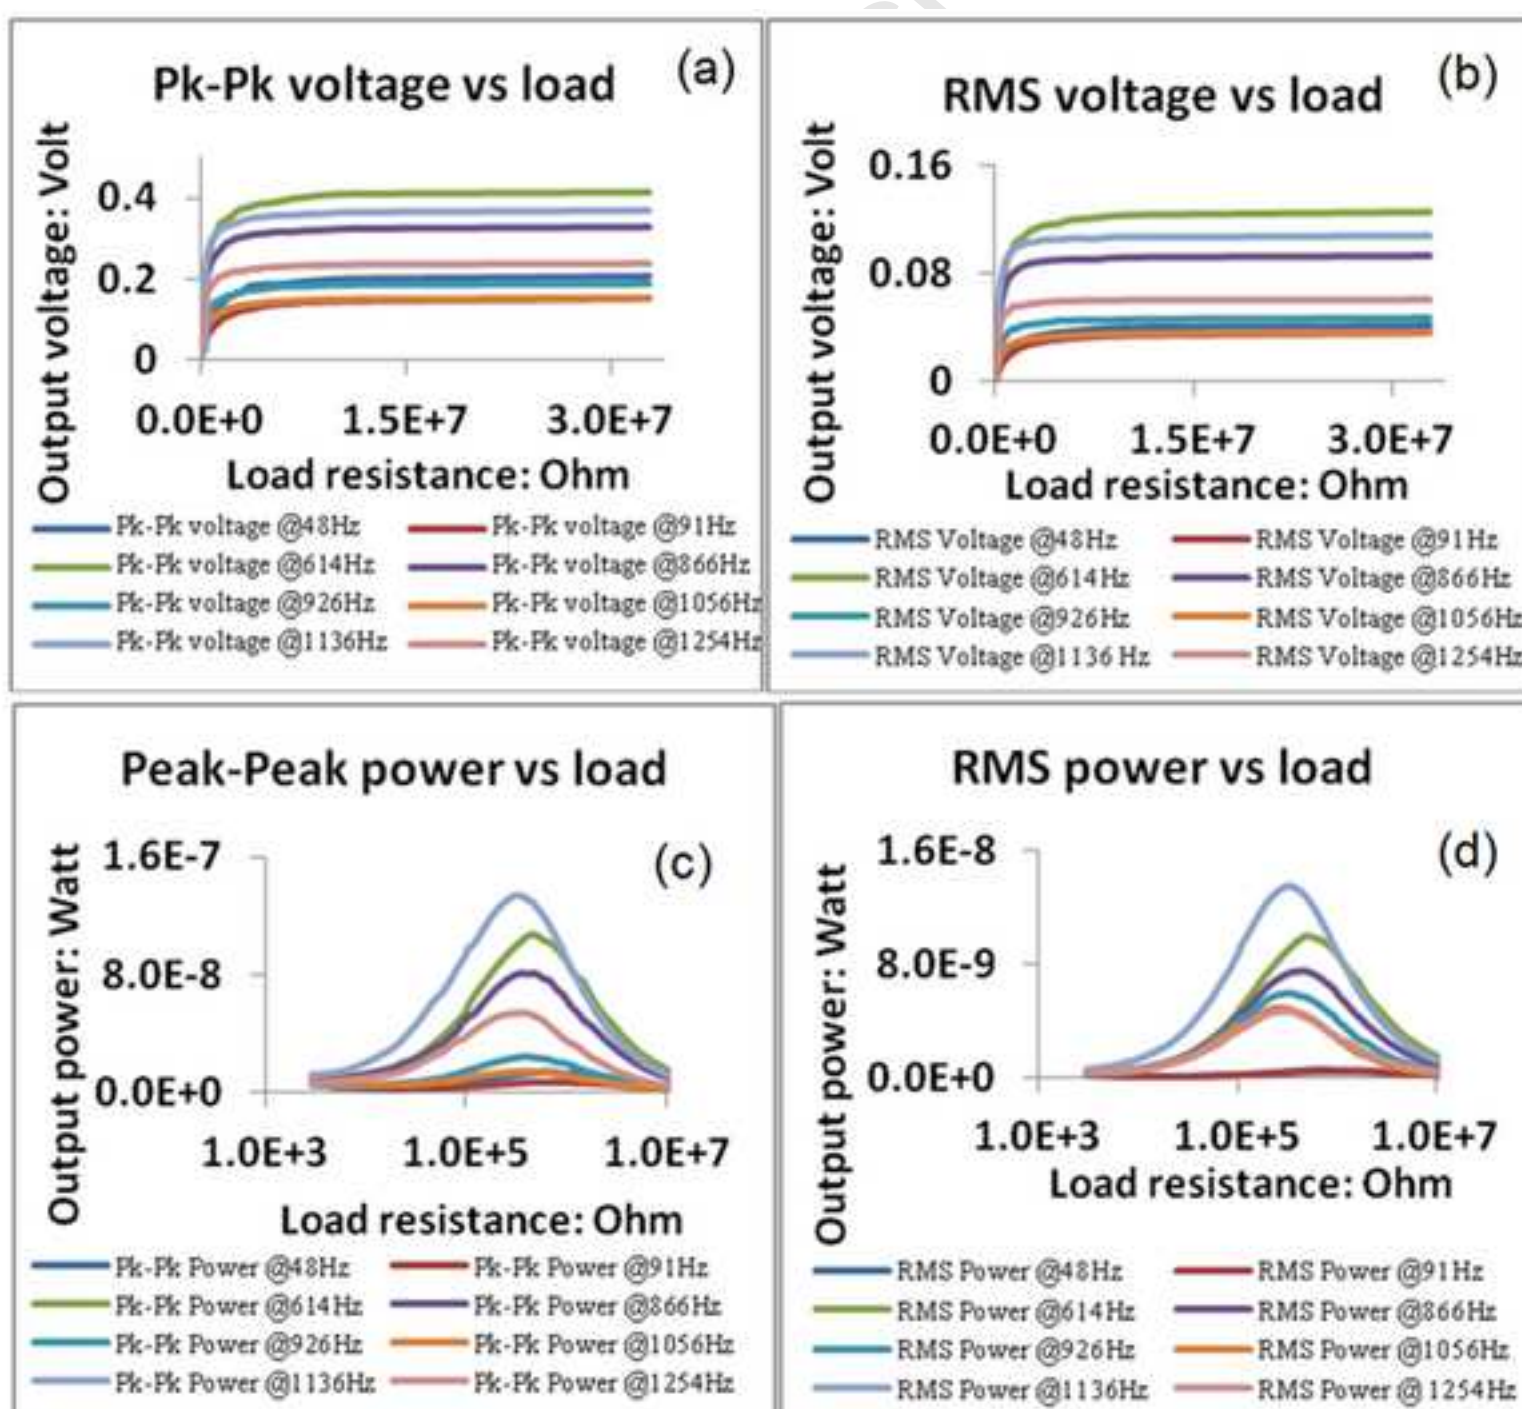 Pk-Pk voltage vs load
(a)
Output voltage: Volt
0.4
0.2
0
0.0E+0 1.5E+7 3.0E+7
Load resistance: Ohm
Pk-Pk voltage @48Hz Pk-Pk voltage @91Hz
Pk-Pk voltage @614Hz Pk-Pk voltage @866Hz
Pk-Pk voltage @926Hz Pk-Pk voltage @1056Hz
Pk-Pk voltage @1136Hz Pk-Pk voltage @1254Hz
RMS voltage vs load
(b)
Output voltage: Volt
0.16
0.08
0
0.0E+0 1.5E+7 3.0E+7
Load resistance: Ohm
RMS Voltage @48Hz RMS Voltage @91Hz
RMS Voltage @614Hz RMS Voltage @866Hz
RMS Voltage @926Hz RMS Voltage @1056Hz
RMS Voltage @1136 Hz RMS Voltage @1254Hz
Peak-Peak power vs load
(c)
Output power: Watt
1.6E-7
8.0E-8
0.0E+0
1.0E+3 1.0E+5 1.0E+7
Load resistance: Ohm
Pk-Pk Power @48Hz Pk-Pk Power @91Hz
Pk-Pk Power @614Hz Pk-Pk Power @866Hz
Pk-Pk Power @926Hz Pk-Pk Power @1056Hz
Pk-Pk Power @1136Hz Pk-Pk Power @1254Hz
RMS power vs load
(d)
Output power: Watt
1.6E-8
8.0E-9
0.0E+0
1.0E+3 1.0E+5 1.0E+7
Load resistance: Ohm
RMS Power @48Hz RMS Power @91Hz
RMS Power @614Hz RMS Power @866Hz
RMS Power @926Hz RMS Power @1056Hz
RMS Power @1136Hz RMS Power @ 1254Hz